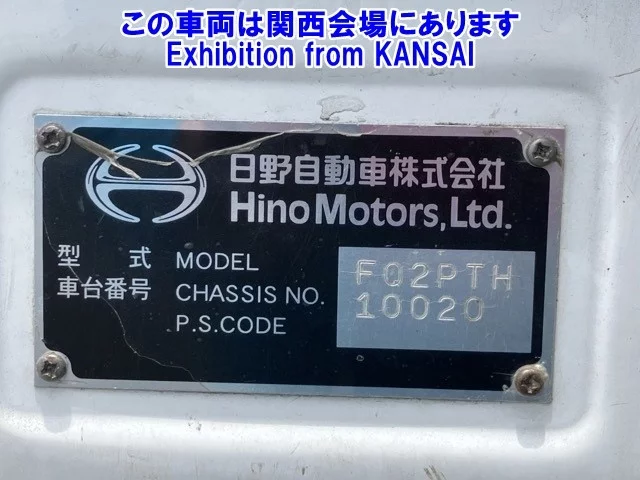 この車両は関西会場にあります
Exhibition from KANSAI
日野自動車株式会社
Hino Motors, Ltd.
型 式 MODEL FQ2PTH
車台番号 CHASSIS NO. 10020
P.S.CODE